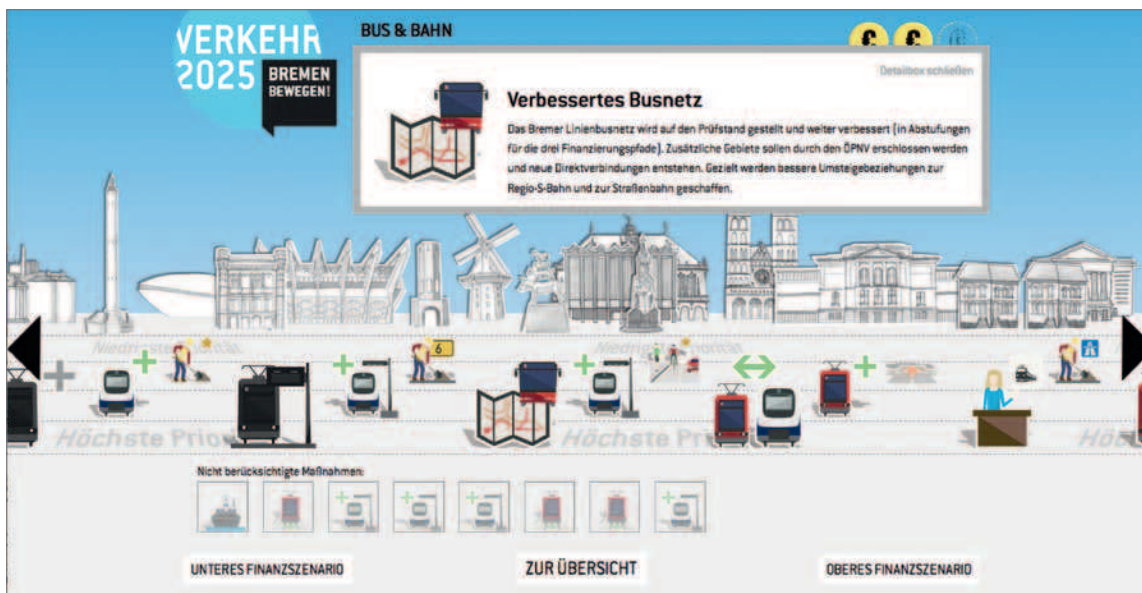 VERKEHR
2025
BREMEN
BEWEGEN!
BUS & BAHN
Detailbox schließen
Verbessertes Busnetz
Das Bremer Linienbusnetz wird auf den Prüfstand gestellt und weiter verbessert (in Abstufungen
für die drei Finanzierungspfade). Zusätzliche Gebiete sollen durch den ÖPNV erschlossen werden
und neue Direktverbindungen entstehen. Gezielt werden bessere Umsteigebeziehungen zur
Regio-S-Bahn und zur Straßenbahn geschaffen.
6
Höchste
Höchste
Nicht berücksichtigte Maßnahmen:
UNTERES FINANZSZENARIO
ZUR ÜBERSICHT
OBERES FINANZSZENARIO